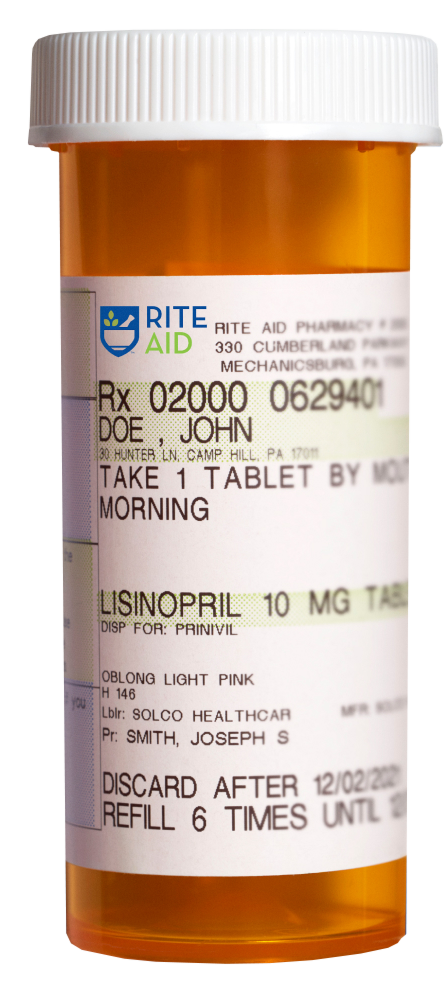 RITE
AID
RITE AID PHARMACY
330 CUMBERLAND
MECHANICSBURG, PA
Rx 02000 0629401
DOE , JOHN
30 HUNTER LN, CAMP HILL, PA 17011
TAKE 1 TABLET BY
MORNING
LISINOPRIL 10 MG
DISP FOR: PRINIVIL
OBLONG LIGHT PINK
H 146
Lblr: SOLCO HEALTHCAR
MFR:
Pr: SMITH, JOSEPH S
DISCARD AFTER 12/02/2021
REFILL 6 TIMES UNTIL
you